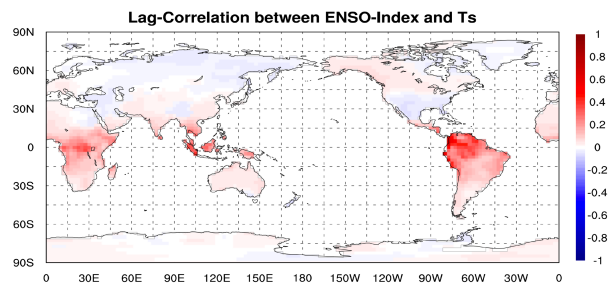 Lag-Correlation between ENSO-Index and Ts
90N
60N
30N
0
30S
60S
90S
0 30E 60E 90E 120E 150E 180 150W 120W 90W 60W 30W 0
1
0.8
0.6
0.4
0.2
0
-0.2
-0.4
-0.6
-0.8
-1